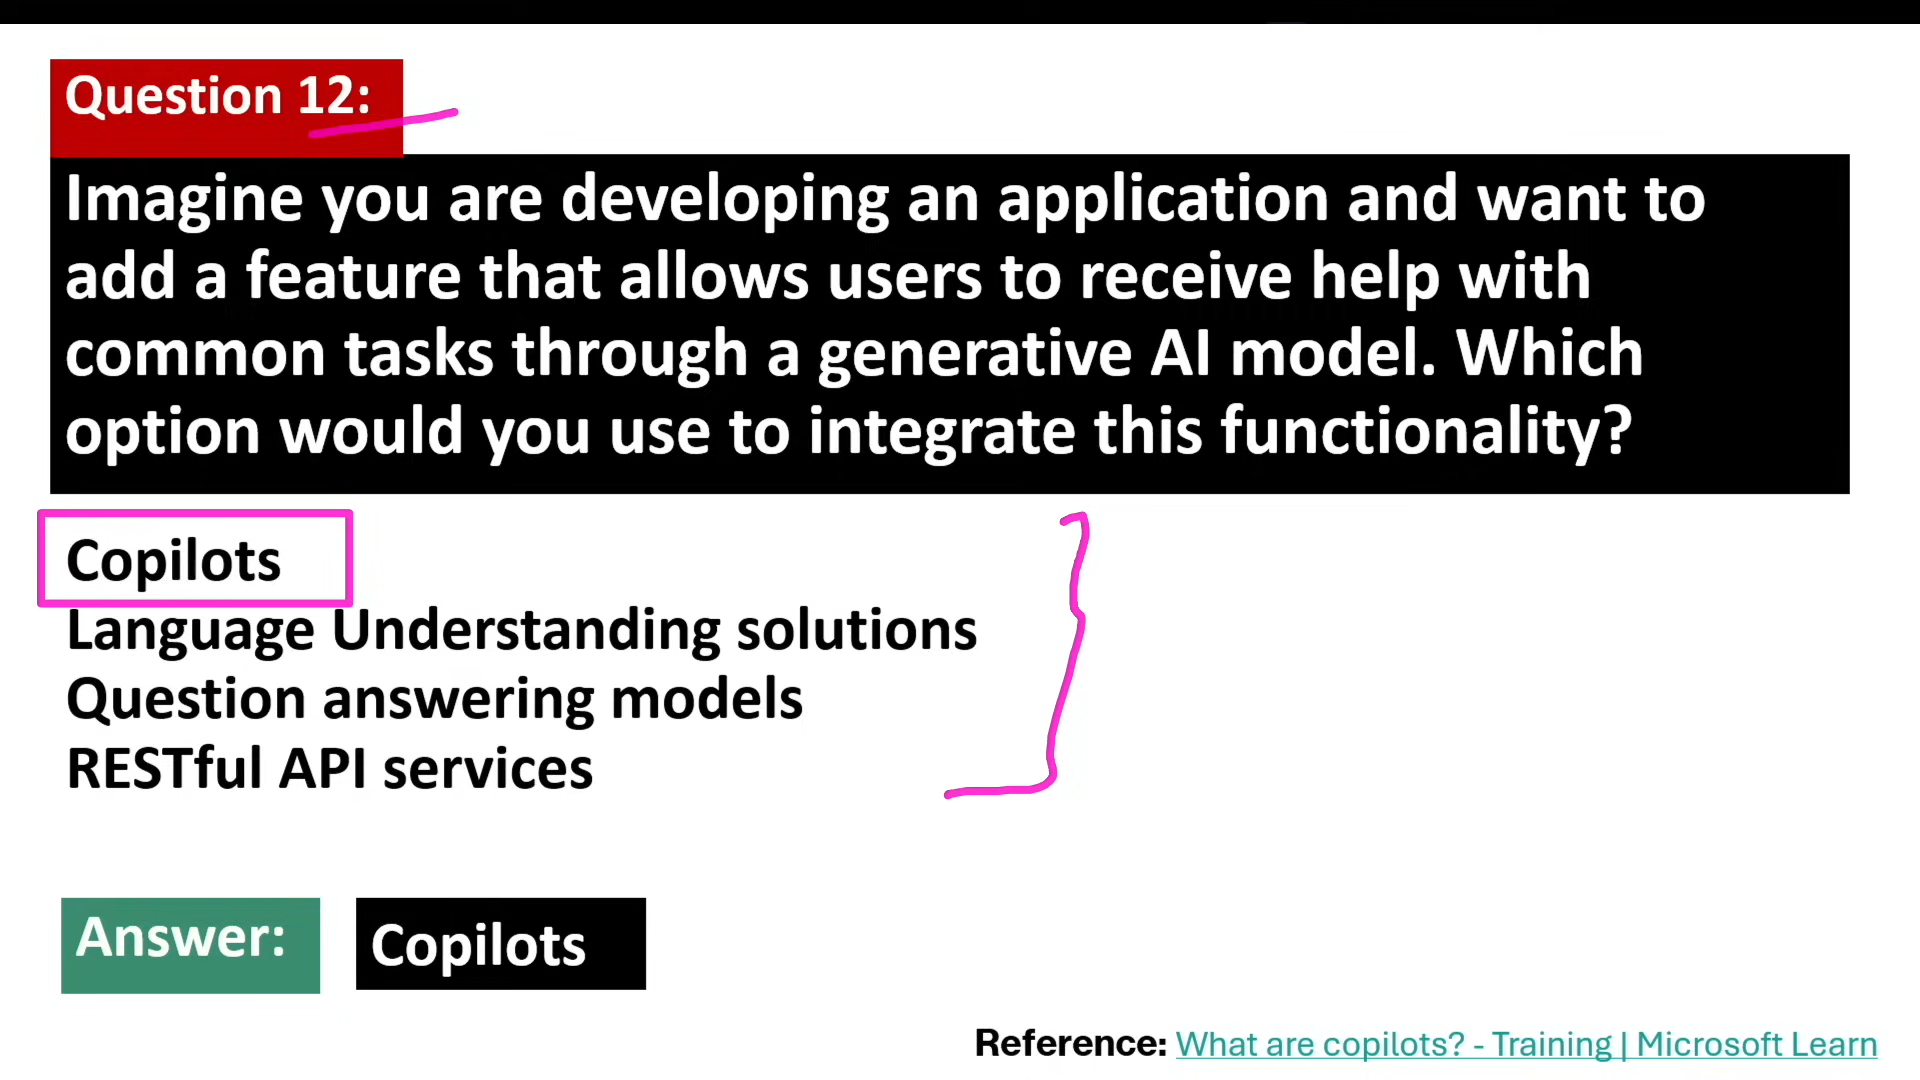 Question 12:
Imagine you are developing an application and want to
add a feature that allows users to receive help with
common tasks through a generative AI model. Which
option would you use to integrate this functionality?
Copilots
Language Understanding solutions
Question answering models
RESTful API services
Answer:
Copilots
Reference: What are copilots? - Training | Microsoft Learn